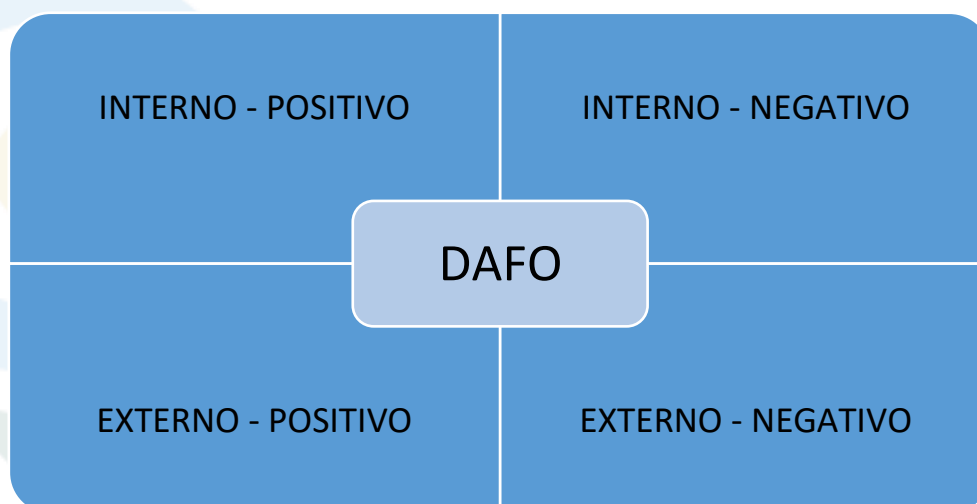 INTERNO - POSITIVO
INTERNO - NEGATIVO
DAFO
EXTERNO - POSITIVO
EXTERNO - NEGATIVO